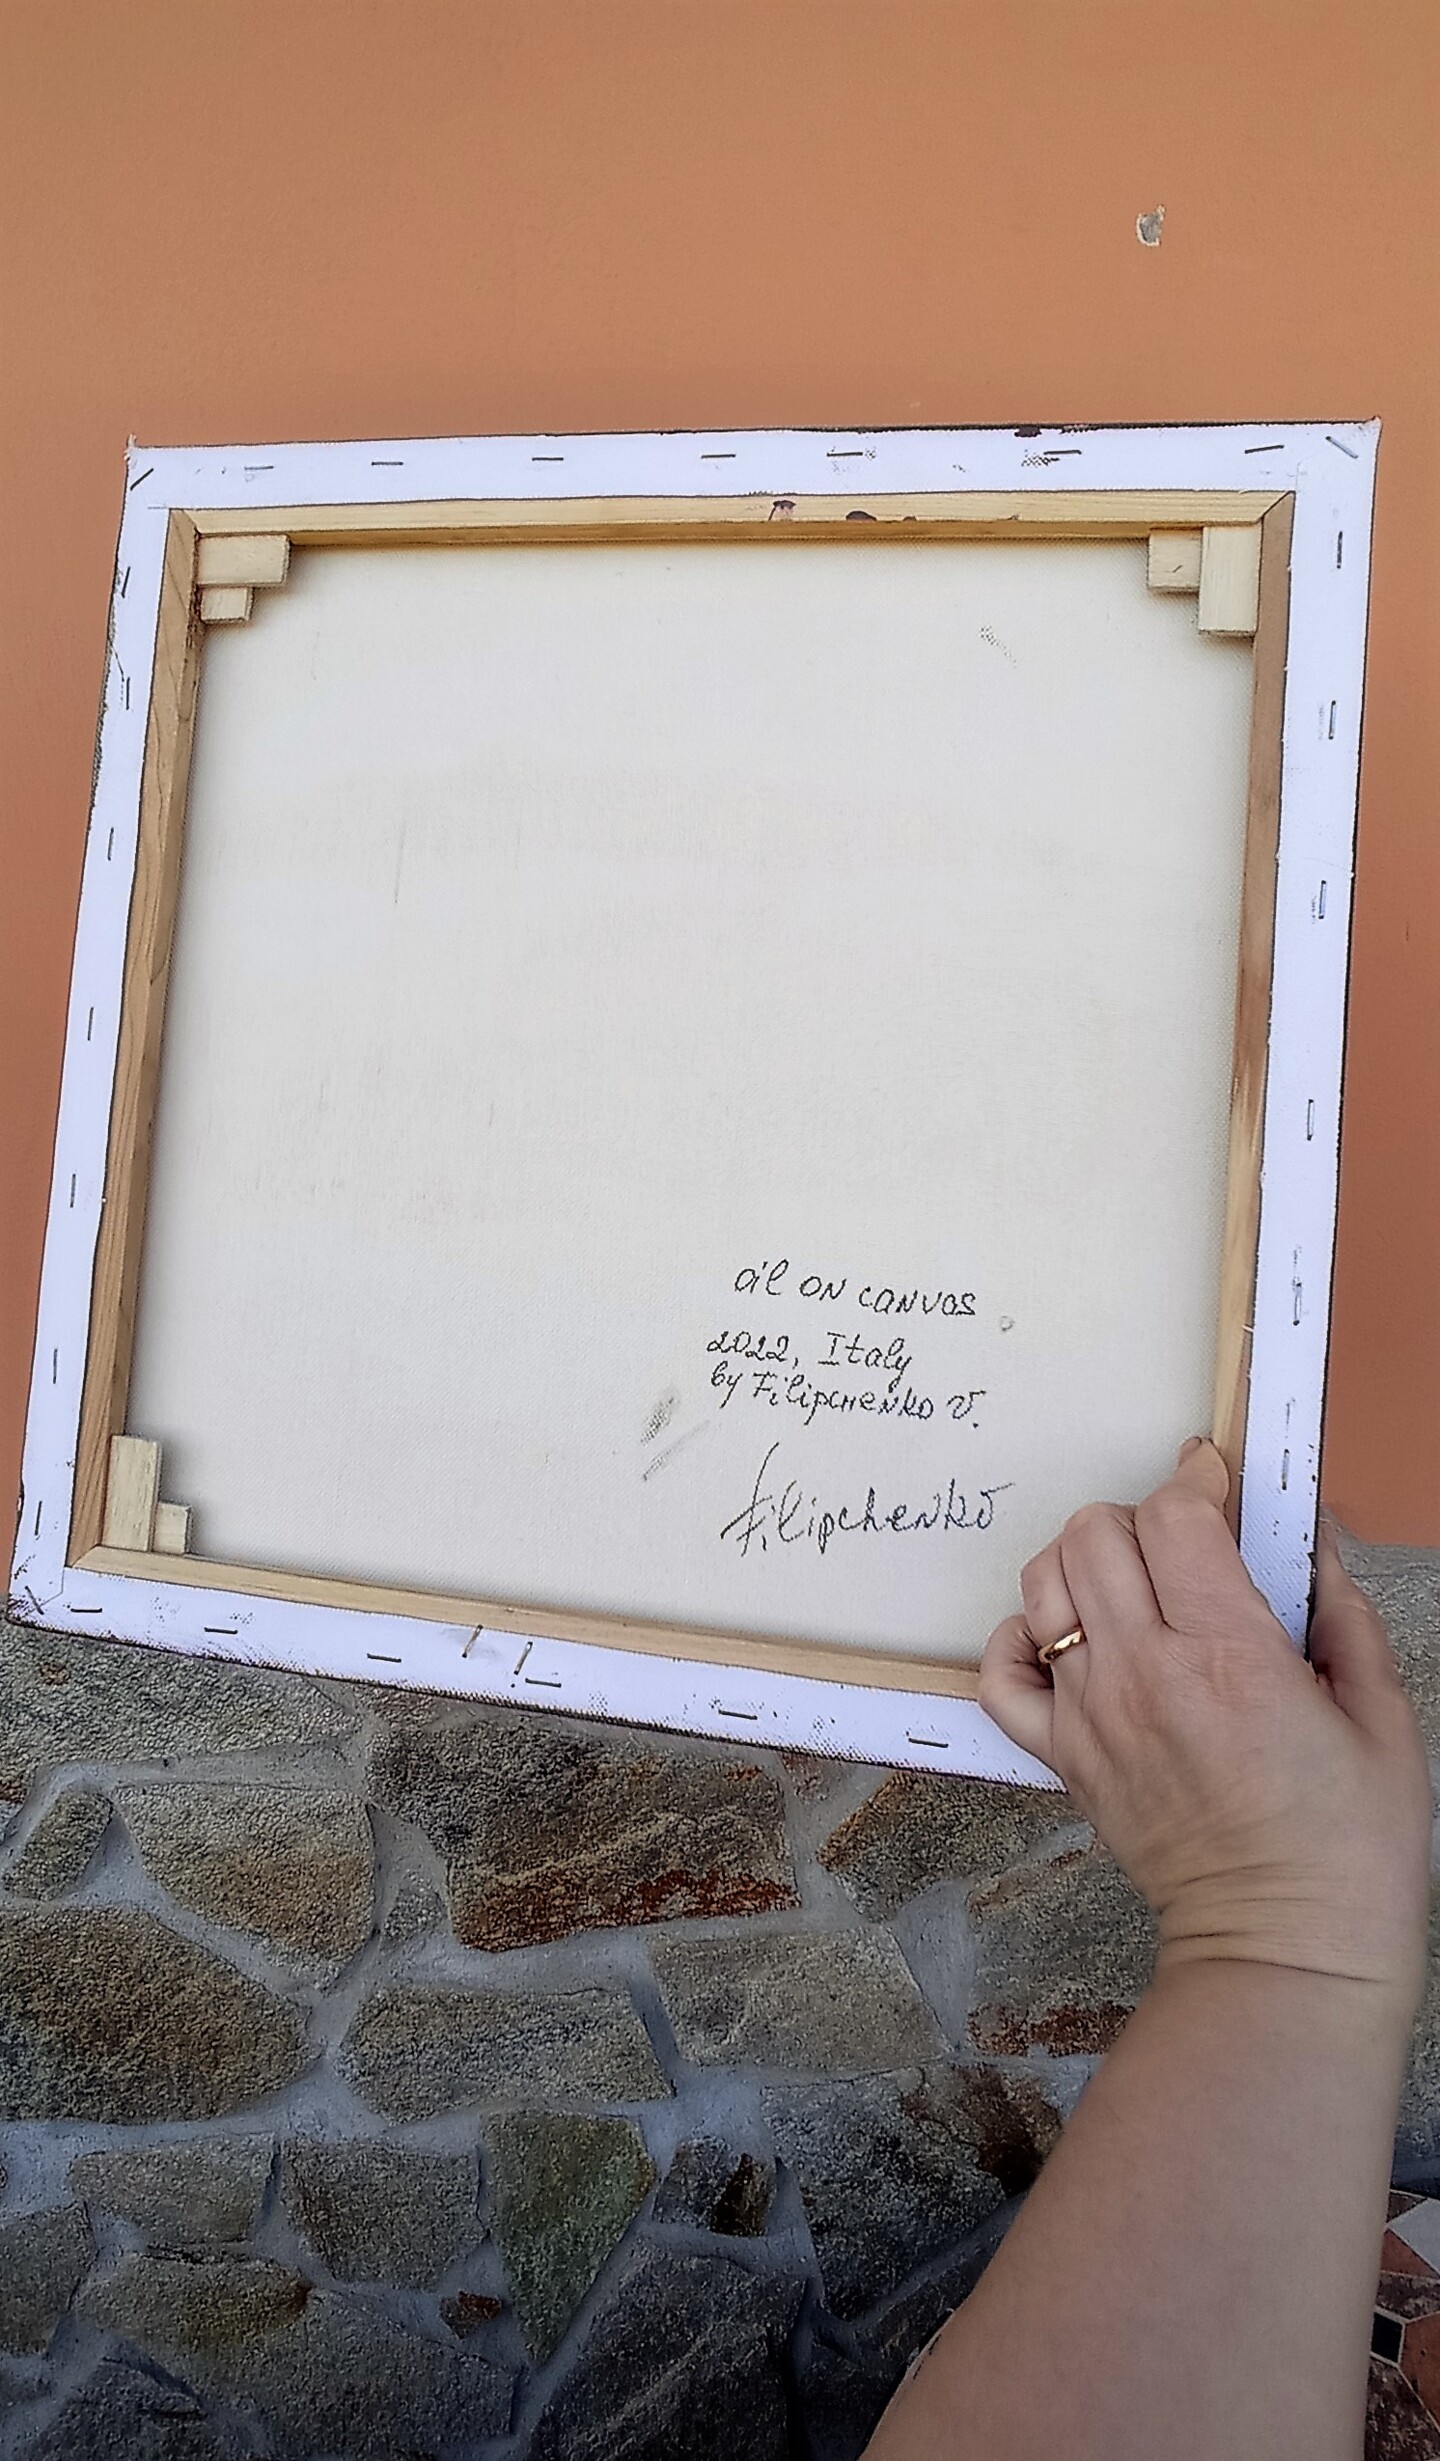 oil on canvas
2022, Italy
by Filipchenko V.
Filipchenko